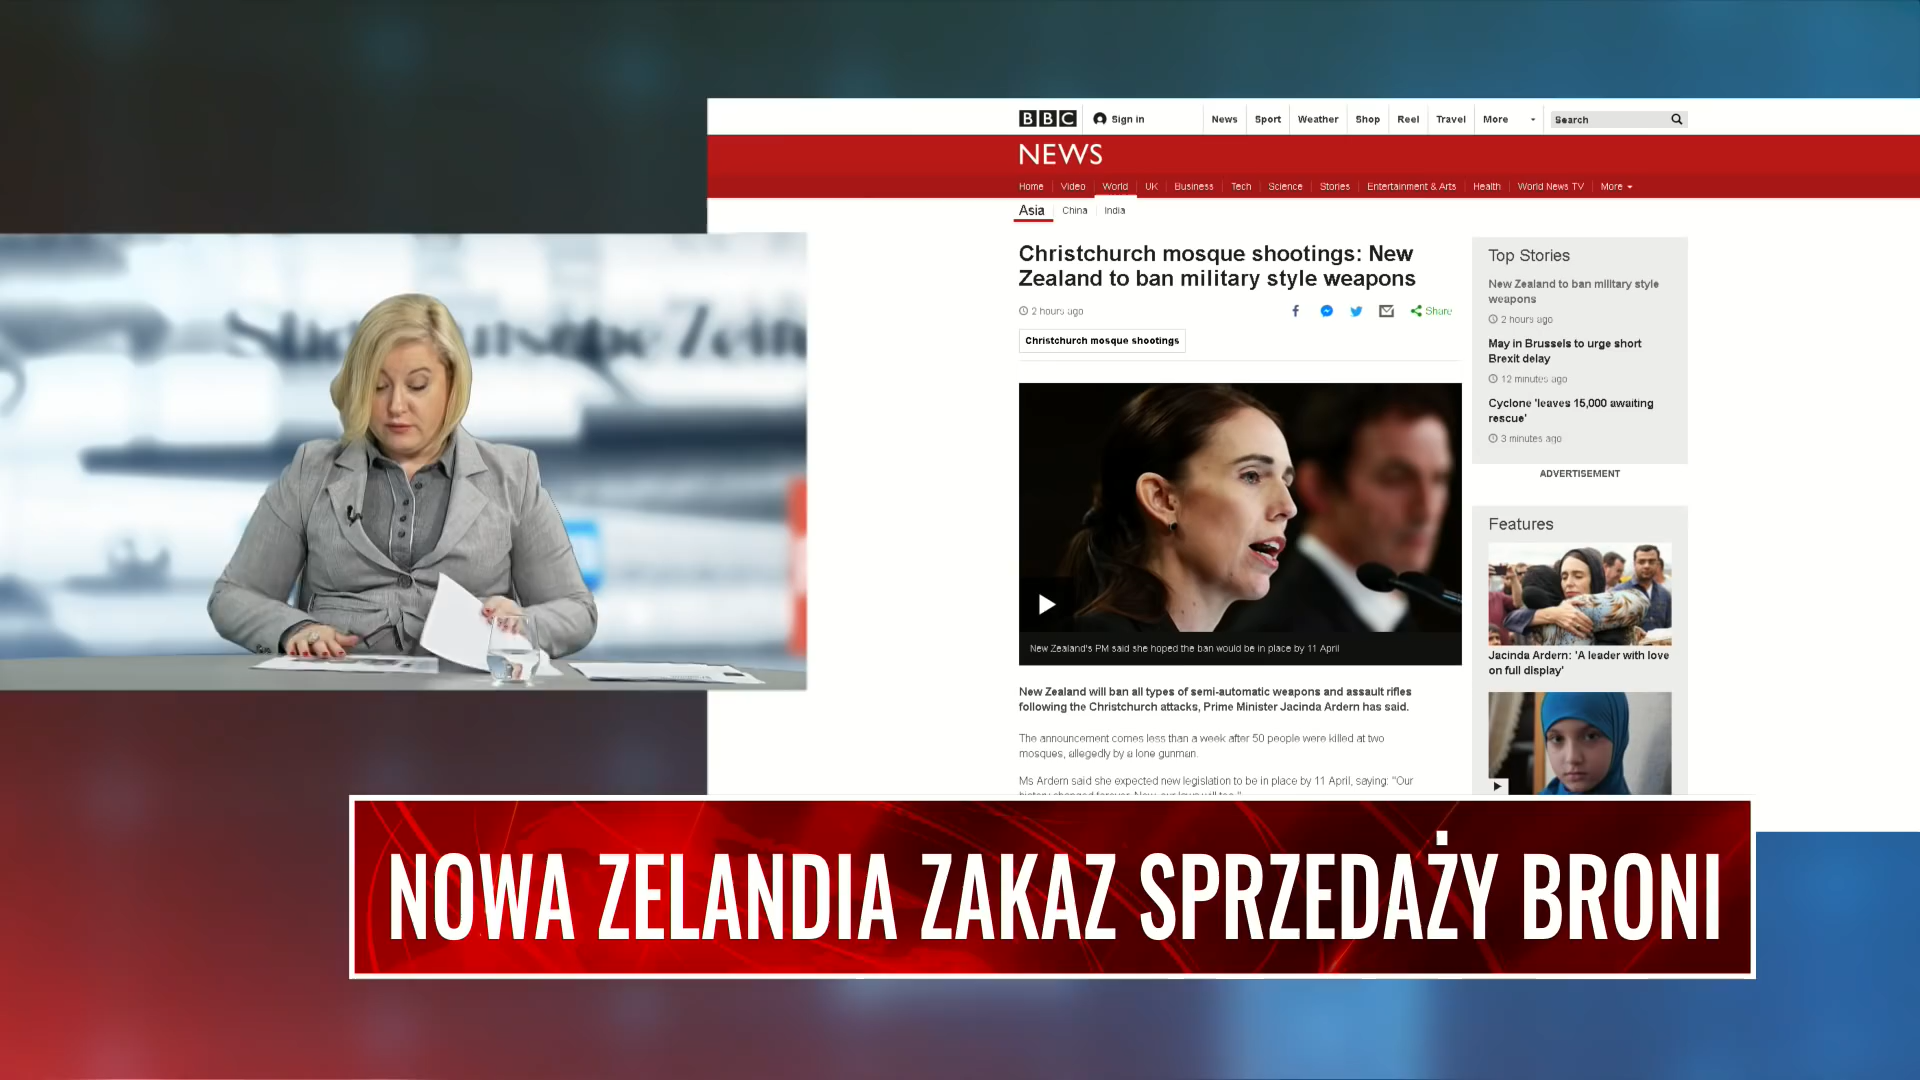 BBC Sign in News Sport Weather Shop Reel Travel More Search
NEWS
Home Video World UK Business Tech Science Stories Entertainment & Arts Health World News TV More
Asia China India
Christchurch mosque shootings: New
Zealand to ban military style weapons
2 hours ago Share
Christchurch mosque shootings
New Zealand's PM said she hoped the ban would be in place by 11 April
New Zealand will ban all types of semi-automatic weapons and assault rifles
following the Christchurch attacks, Prime Minister Jacinda Ardern has said.
The announcement comes less than a week after 50 people were killed at two
mosques, allegedly by a lone gunman.
Ms Ardern said she expected new legislation to be in place by 11 April, saying: "Our
Top Stories
New Zealand to ban military style
weapons
2 hours ago
May in Brussels to urge short
Brexit delay
12 minutes ago
Cyclone 'leaves 15,000 awaiting
rescue'
3 minutes ago
ADVERTISEMENT
Features
Jacinda Ardern: 'A leader with love
on full display'
NOWA ZELANDIA ZAKAZ SPRZEDAŻY BRONI